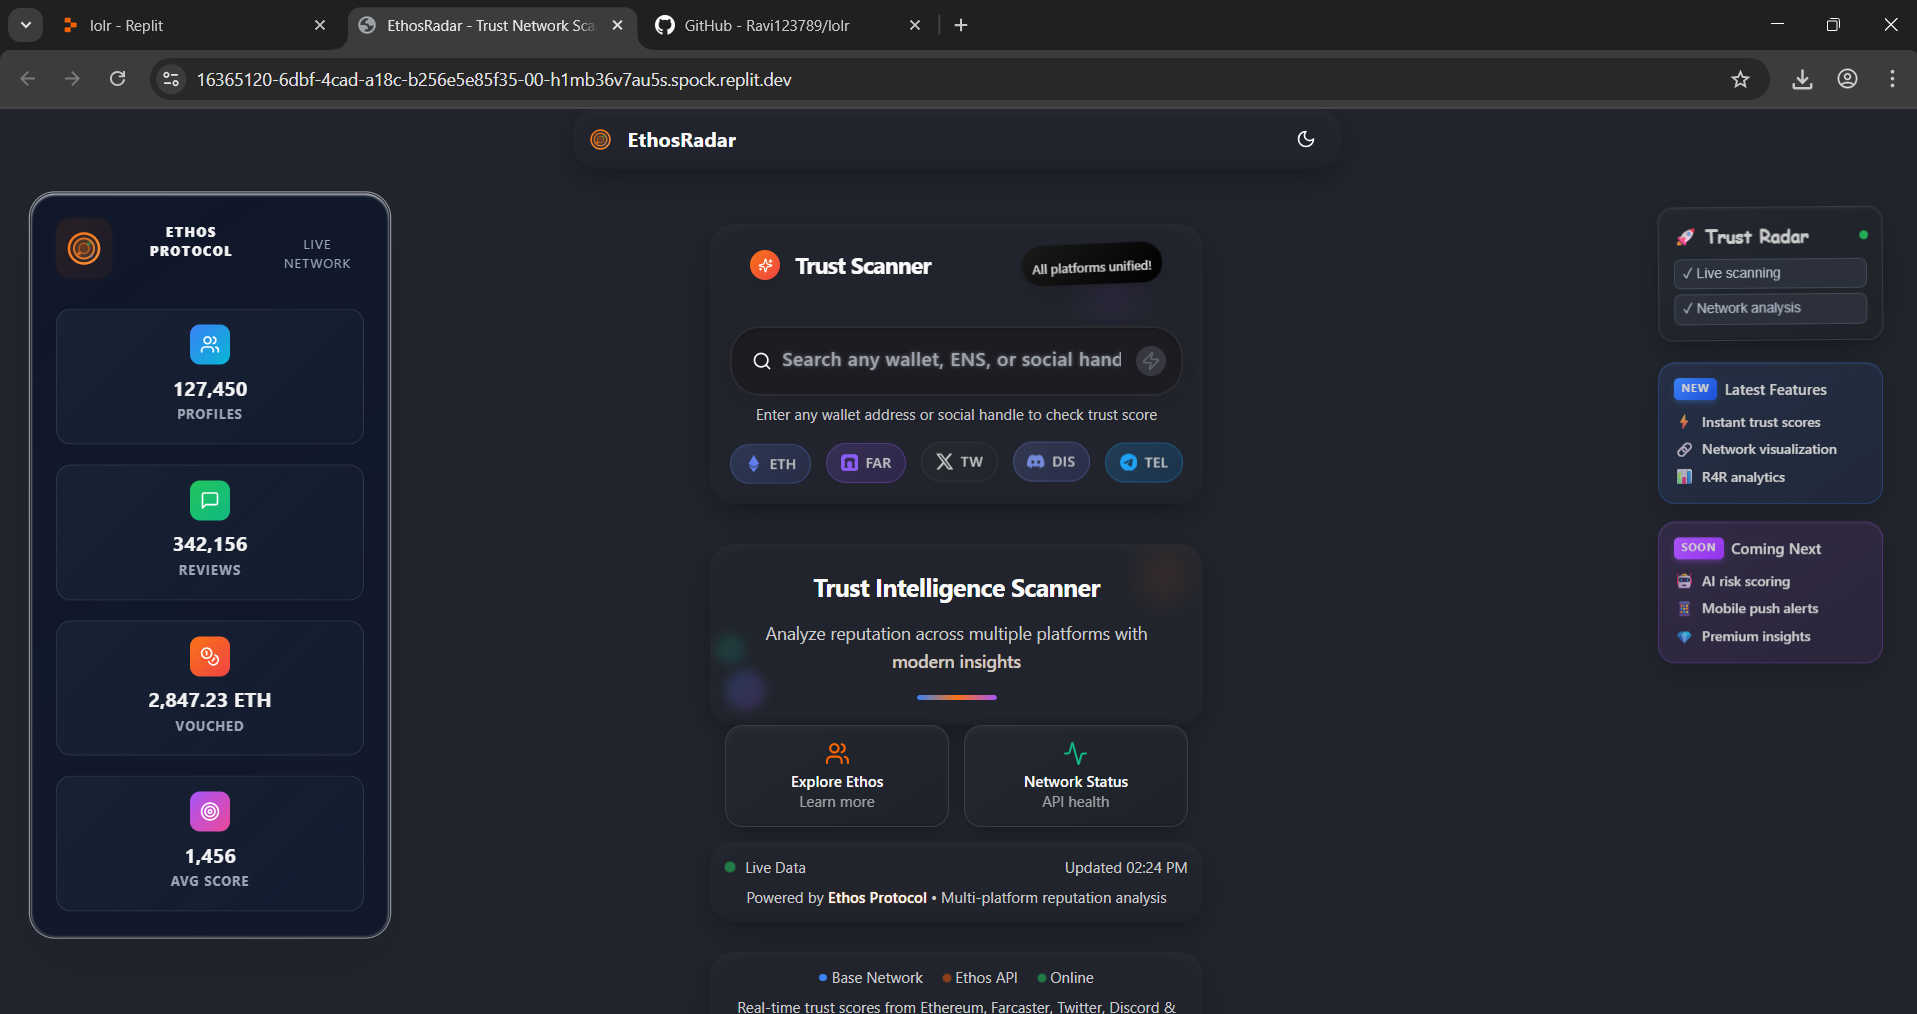 lolr - Replit
EthosRadar - Trust Network Sca
GitHub - Ravi123789/lolr
16365120-6dbf-4cad-a18c-b256e5e85f35-00-h1mb36v7au5s.spock.replit.dev
EthosRadar
ETHOS
PROTOCOL
LIVE
NETWORK
127,450
PROFILES
342,156
REVIEWS
2,847.23 ETH
VOUCHED
1,456
AVG SCORE
Trust Scanner
All platforms unified!
Search any wallet, ENS, or social hand
Enter any wallet address or social handle to check trust score
ETH
FAR
TW
DIS
TEL
Trust Intelligence Scanner
Analyze reputation across multiple platforms with
modern insights
Explore Ethos
Learn more
Network Status
API health
Live Data
Updated 02:24 PM
Powered by Ethos Protocol • Multi-platform reputation analysis
Base Network
Ethos API
Online
Real-time trust scores from Ethereum, Farcaster, Twitter, Discord &
🚀 Trust Radar
✓ Live scanning
✓ Network analysis
NEW Latest Features
⚡ Instant trust scores
🔗 Network visualization
📊 R4R analytics
SOON Coming Next
🤖 AI risk scoring
📱 Mobile push alerts
💎 Premium insights